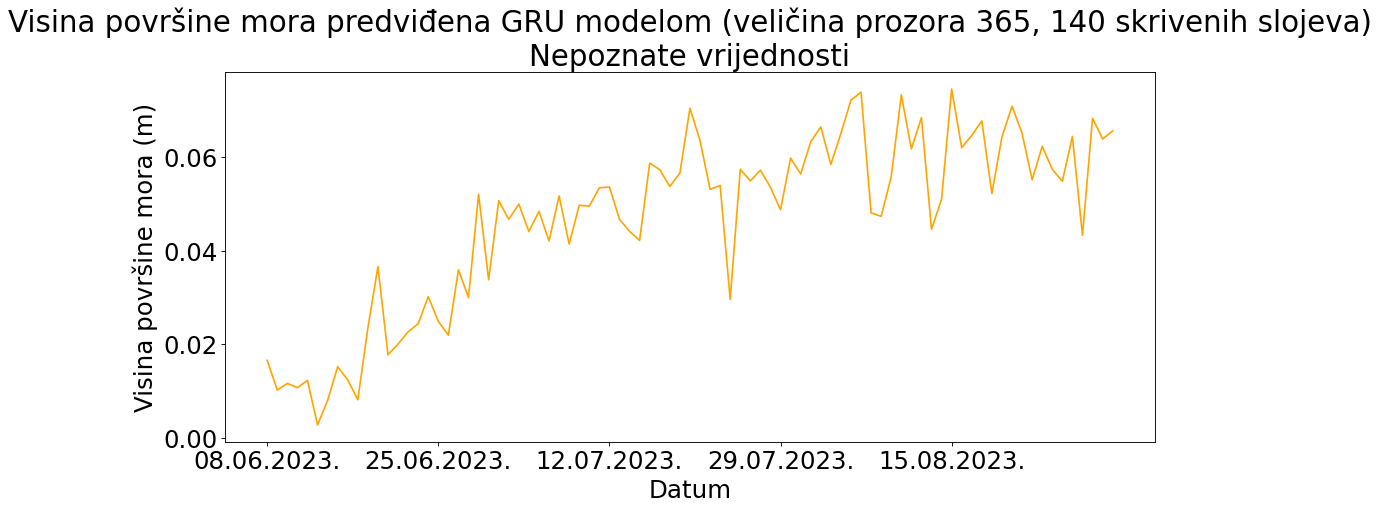 Visina površine mora predviđena GRU modelom (veličina prozora 365, 140 skrivenih slojeva)
Nepoznate vrijednosti
Visina površine mora (m)
0.06
0.04
0.02
0.00
08.06.2023. 25.06.2023. 12.07.2023. 29.07.2023. 15.08.2023.
Datum